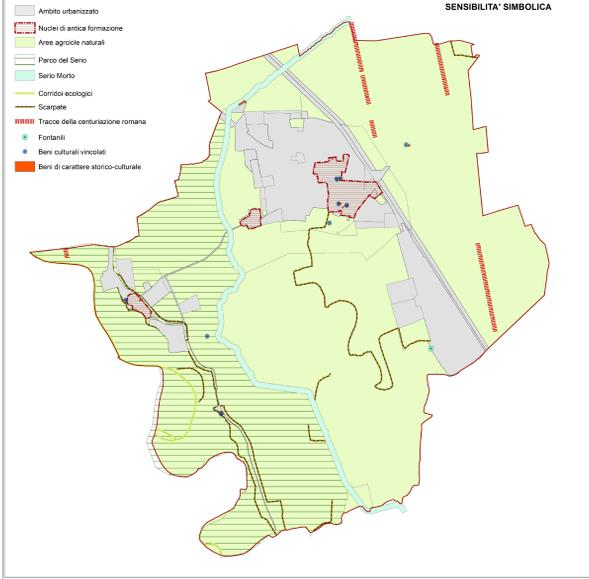 SENSIBILITA' SIMBOLICA
Ambito urbanizzato
Nuclei di antica formazione
Aree agrciole naturali
Parco del Serio
Serio Morto
Corridoi ecologici
Scarpate
Tracce della centuriazione romana
Fontanili
Beni culturali vincolati
Beni di carattere storico-culturale